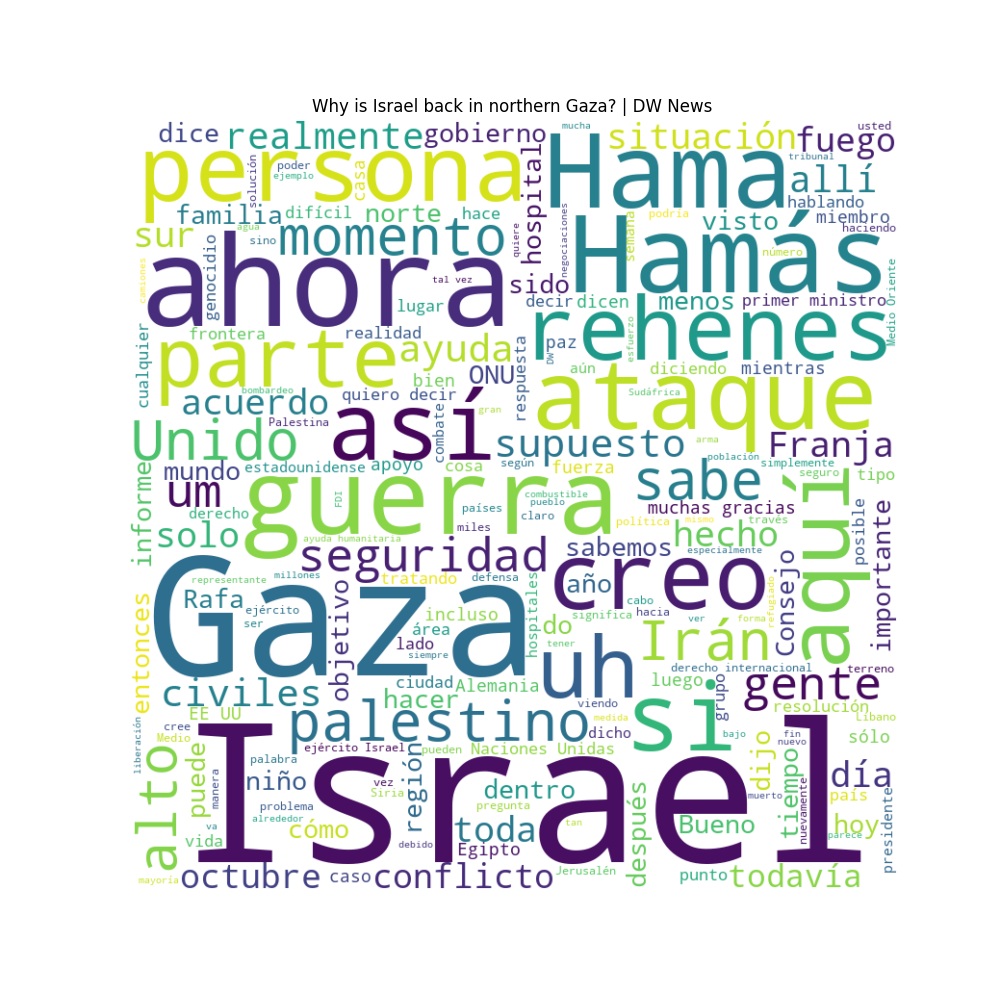 Why is Israel back in northern Gaza? | DW News
dice
realmente
gobierno
mucha
situación
fuego
usted
persona
Hama
solución
poder
ejemplo
casa
hospital
tribunal
allí
familia
difícil
norte
hace
podría
visto
hablando
miembro
haciendo
sur
momento
quiere
negociaciones
Hamás
semana
número
genocidio
agua
sino
ahora
tal vez
sido
camiones
lugar
decir
dicen
menos
primer ministro
Medio Oriente
frontera
realidad
rehenes
cualquier
parte
ayuda
respuesta
DW
paz
esfuerzo
bien
ONU
aún
diciendo
mientras
bombardeo
quiero decir
ataque
Sudáfrica
acuerdo
Palestina
así
combate
gran
Unido
supuesto
arma
Franja
informe
mundo
estadounidense
apoyo
cosa
según
fuerza
sabe
población
simplemente
seguro
tipo
um
guerra
FDI
combustible
pueblo
países
claro
muchas gracias
aquí
derecho
solo
miles
política
mismo
través
hecho
posible
importante
ayuda humanitaria
seguridad
sabemos
especialmente
representante
millones
tratando
defensa
creo
año
Consejo
Gaza
Rafa
ejército
ser
objetivo
incluso
hospitales
significa
cabo
hacia
ver
refugiado
forma
entonces
área
do
Irán
lado
siempre
tener
uh
derecho internacional
terreno
civiles
ciudad
hacer
Alemania
viendo
luego
grupo
gente
resolución
EE UU
medida
si
Líbano
liberación
cree
Medio
palestino
dicho
bajo
fin
nuevo
sólo
ejército Israel
pueden
Naciones Unidas
alto
puede
manera
palabra
niño
Israel
vez
Siria
región
dentro
pregunta
dijo
tiempo
día
país
problema
muerto
nuevamente
presidente
va
alrededor
cómo
debido
toda
tan
después
Bueno
hoy
parece
vida
Egipto
mayoría
octubre
caso
conflicto
Jerusalén
punto
todavía